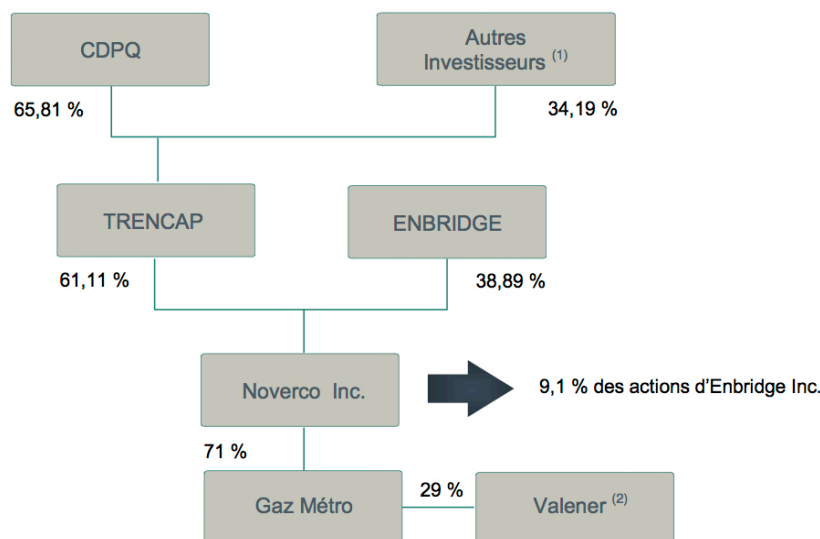 CDPQ
Autres
Investisseurs (1)
65,81 %
34,19 %
TRENCAP
ENBRIDGE
61,11 %
38,89 %
Noverco Inc.
9,1 % des actions d’Enbridge Inc.
71 %
Gaz Métro
29 %
Valener (2)